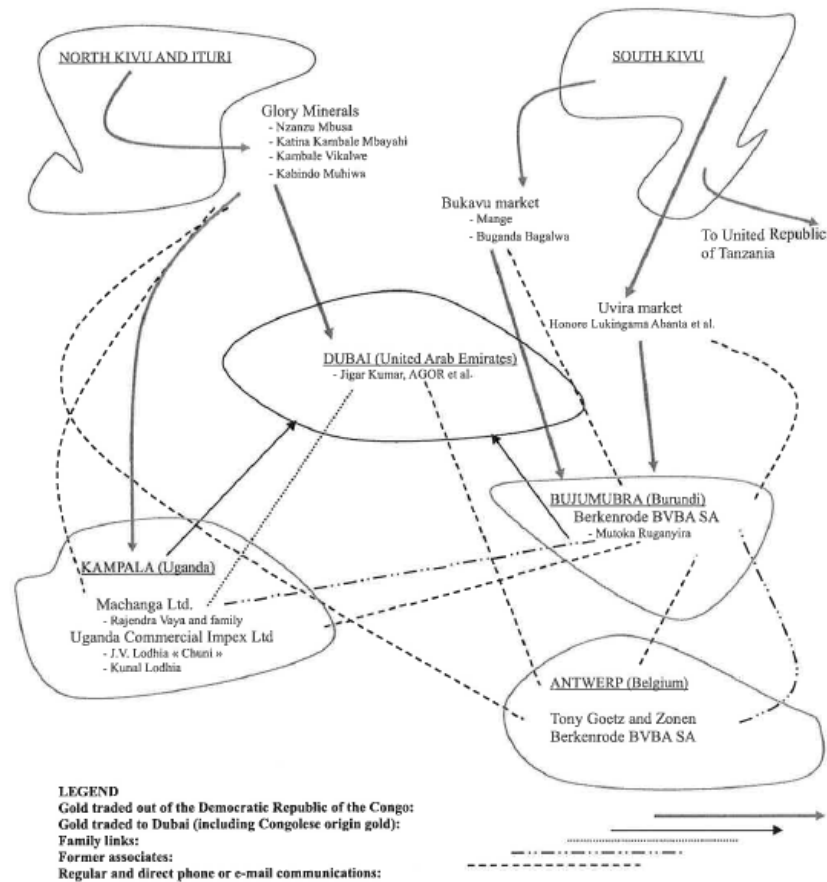 NORTH KIVU AND ITURI
SOUTH KIVU
Glory Minerals
- Nzanzu Mbusa
- Katina Kambale Mbayahi
- Kambale Vikalwe
- Kahindo Muhiwa
Bukavu market
- Mange
- Buganda Bagalwa
To United Republic
of Tanzania
Uvira market
Honore Lukingama Abanta et al.
DUBAI (United Arab Emirates)
- Jigar Kumar, AGOR et al.
BUJUMUBRA (Burundi)
Berkenrode BVBA SA
- Mutoka Ruganyira
KAMPALA (Uganda)
Machanga Ltd.
- Rajendra Vaya and family
Uganda Commercial Impex Ltd
- J.V. Lodhia « Chuni »
- Kunal Lodhia
ANTWERP (Belgium)
Tony Goetz and Zonen
Berkenrode BVBA SA
LEGEND
Gold traded out of the Democratic Republic of the Congo:
Gold traded to Dubai (including Congolese origin gold):
Family links:
Former associates:
Regular and direct phone or e-mail communications: